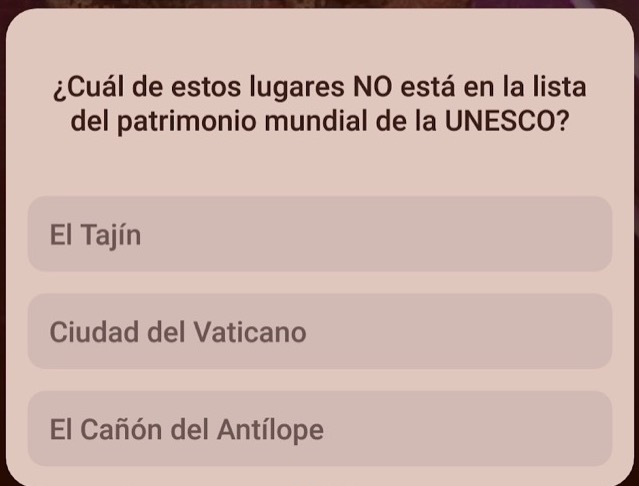 ¿Cuál de estos lugares NO está en la lista
del patrimonio mundial de la UNESCO?
El Tajín
Ciudad del Vaticano
El Cañón del Antílope